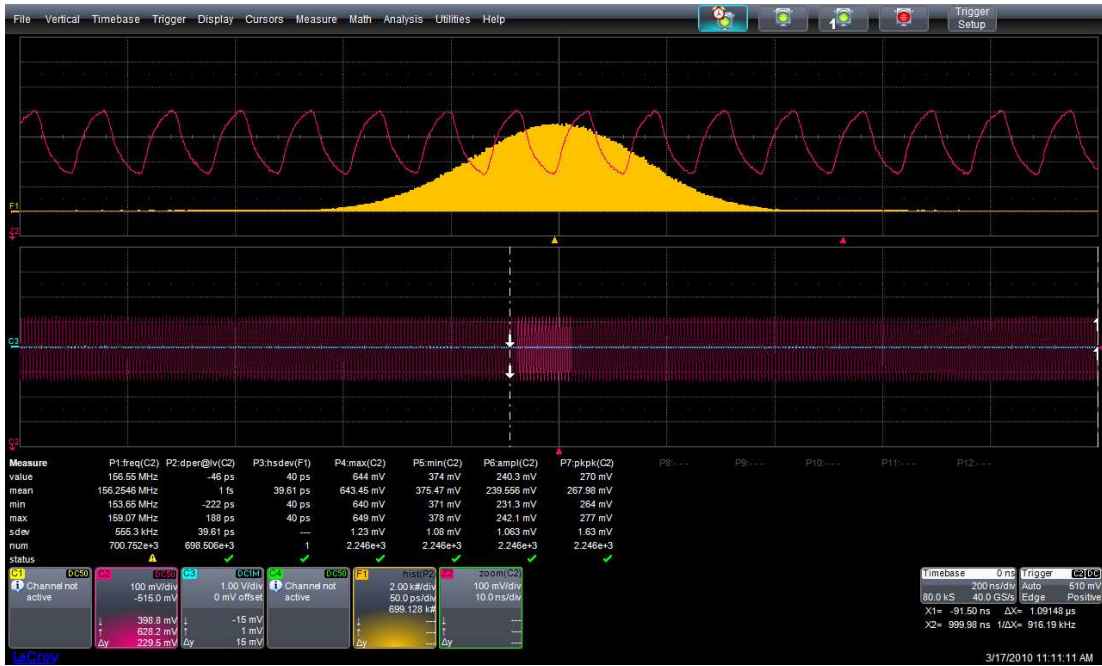 File Vertical Timebase Trigger Display Cursors Measure Math Analysis Utilities Help
1
Trigger
Setup
F1
Z2
C3
1
1
C2
Measure P1:freq(C2) P2:dper@lv(C2) P3:hsdev(F1) P4:max(C2) P5:min(C2) P6:ampl(C2) P7:pkpk(C2) P8:- - - P9:- - - P10:- - - P11:- - - P12:- - -
value 156.55 MHz -46 ps 40 ps 644 mV 374 mV 240.3 mV 270 mV
mean 156.2546 MHz 1 fs 39.61 ps 643.45 mV 375.47 mV 239.556 mV 267.98 mV
min 153.65 MHz -222 ps 40 ps 640 mV 371 mV 231.3 mV 264 mV
max 159.07 MHz 188 ps 40 ps 649 mV 378 mV 242.1 mV 277 mV
sdev 555.3 kHz 39.61 ps --- 1.23 mV 1.08 mV 1.063 mV 1.63 mV
num 700.752e+3 698.506e+3 1 2.246e+3 2.246e+3 2.246e+3 2.246e+3
status
C1 DC50
Channel not
active
C2 DC50
100 mV/div
-515.0 mV
↓ 398.8 mV
↑ 628.2 mV
Δy 229.5 mV
C3 DC1M
1.00 V/div
0 mV offset
↓ -15 mV
↑ 1 mV
Δy 15 mV
C4 DC50
Channel not
active
F1 hist(P2)
2.00 k#/div
50.0 ps/div
699.128 k#
↓ ---
↑ ---
Δy ---
Z2 zoom(C2)
100 mV/div
10.0 ns/div
↓ ---
↑ ---
Δy ---
Timebase 0 ns
200 ns/div
80.0 kS 40.0 GS/s
Trigger C2 DC
Auto 510 mV
Edge Positive
X1= -91.50 ns ΔX= 1.09148 µs
X2= 999.98 ns 1/ΔX= 916.19 kHz
LeCroy
3/17/2010 11:11:11 AM